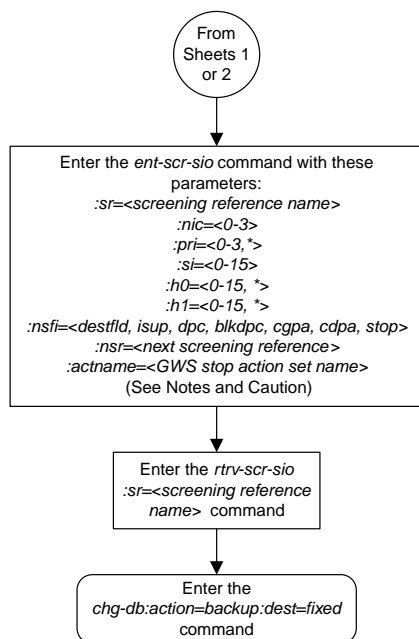 From
Sheets 1
or 2
Enter the ent-scr-sio command with these
parameters:
:sr=<screening reference name>
:nic=<0-3>
:pri=<0-3,*>
:si=<0-15>
:h0=<0-15, *>
:h1=<0-15, *>
:nsfi=<destfld, isup, dpc, blkdpc, cgpa, cdpa, stop>
:nsr=<next screening reference>
:actname=<GWS stop action set name>
(See Notes and Caution)
Enter the rtrv-scr-sio
:sr=<screening reference
name> command
Enter the
chg-db:action=backup:dest=fixed
command